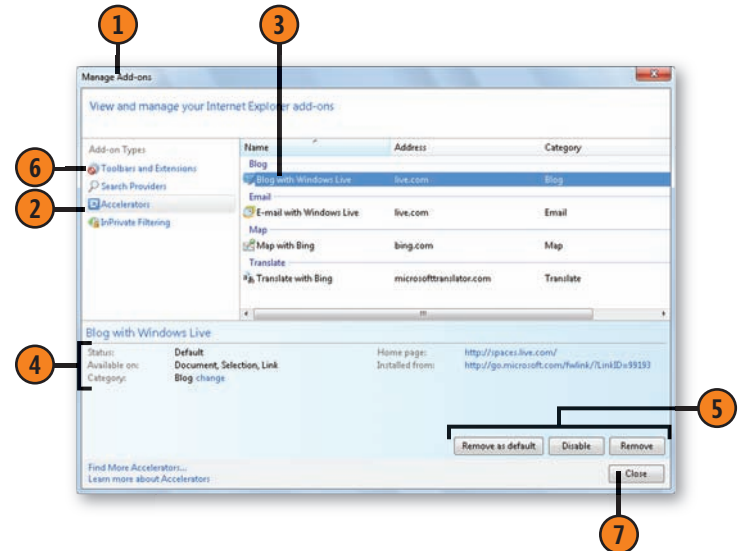 1
3
Manage Add-ons
View and manage your Internet Explorer add-ons
Add-on Types
Name Address Category
Blog
6
Toolbars and Extensions
Blog with Windows Live live.com Blog
Search Providers
Email
2
Accelerators
E-mail with Windows Live live.com Email
InPrivate Filtering
Map
Map with Bing bing.com Map
Translate
Translate with Bing microsofttranslator.com Translate
Blog with Windows Live
4
Status: Default Home page: http://spaces.live.com/
Available on: Document, Selection, Link Installed from: http://go.microsoft.com/fwlink/?LinkID=99193
Category: Blog change
5
Remove as default Disable Remove
Find More Accelerators...
Learn more about Accelerators
Close
7